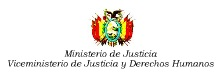 Ministerio de Justicia
Viceministerio de Justicia y Derechos Humanos